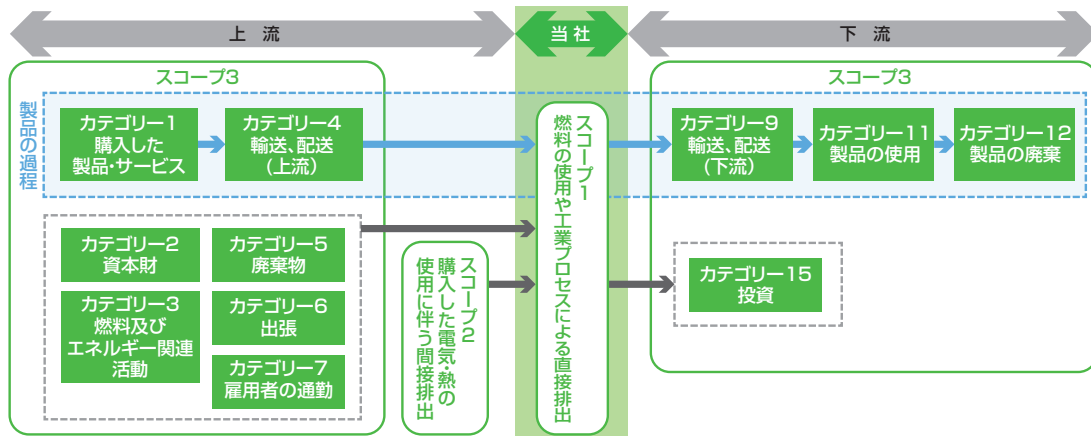 上流
当社
下流
スコープ3
製品の過程
カテゴリー1
購入した
製品・サービス
カテゴリー4
輸送、配送
(上流)
カテゴリー2
資本財
カテゴリー5
廃棄物
カテゴリー3
燃料及び
エネルギー関連
活動
カテゴリー6
出張
カテゴリー7
雇用者の通勤
スコープ2
購入した電気・熱の
使用に伴う間接排出
スコープ1
燃料の使用や工業プロセスによる直接排出
スコープ3
カテゴリー9
輸送、配送
(下流)
カテゴリー11
製品の使用
カテゴリー12
製品の廃棄
カテゴリー15
投資